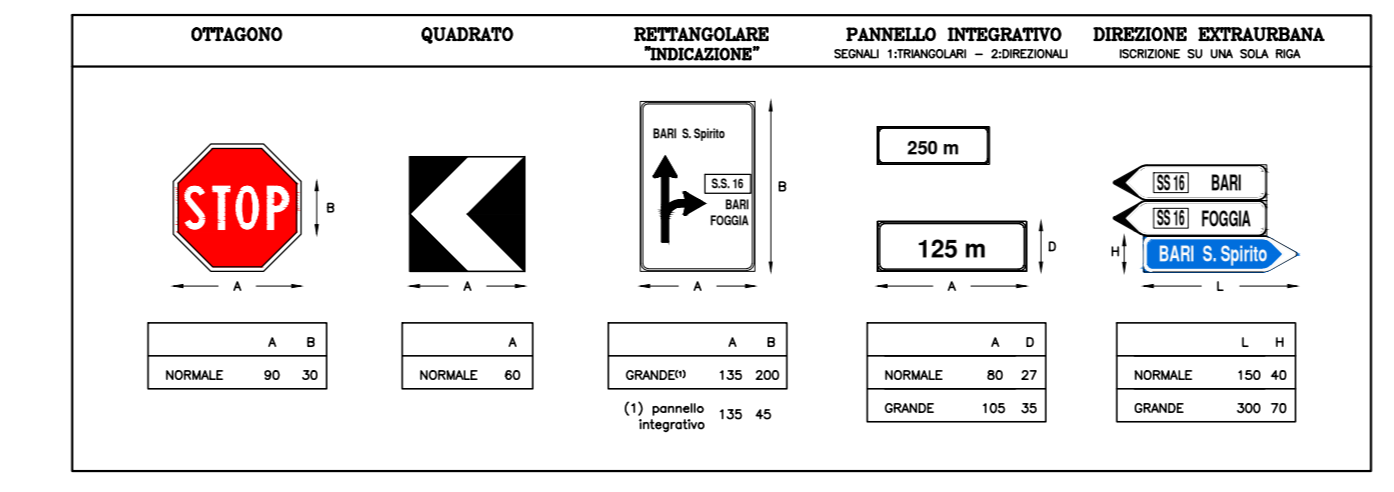 OTTAGONO
QUADRATO
RETTANGOLARE
"INDICAZIONE"
PANNELLO INTEGRATIVO
SEGNALI 1:TRIANGOLARI – 2:DIREZIONALI
DIREZIONE EXTRAURBANA
ISCRIZIONE SU UNA SOLA RIGA
STOP
B
A
A
BARI S. Spirito
S.S. 16
BARI
FOGGIA
B
A
250 m
125 m
D
A
SS 16 BARI
SS 16 FOGGIA
BARI S. Spirito
H
L
A B
NORMALE 90 30
A
NORMALE 60
A B
GRANDE(1) 135 200
(1) pannello
integrativo 135 45
A D
NORMALE 80 27
GRANDE 105 35
L H
NORMALE 150 40
GRANDE 300 70